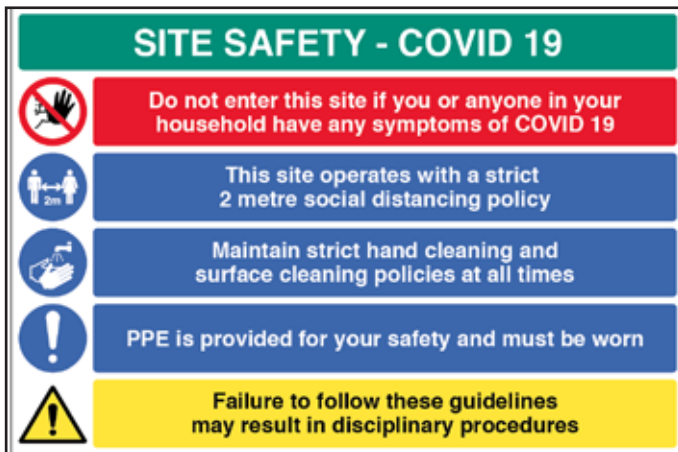 SITE SAFETY - COVID 19
Do not enter this site if you or anyone in your
household have any symptoms of COVID 19
This site operates with a strict
2 metre social distancing policy
2m
Maintain strict hand cleaning and
surface cleaning policies at all times
PPE is provided for your safety and must be worn
Failure to follow these guidelines
may result in disciplinary procedures